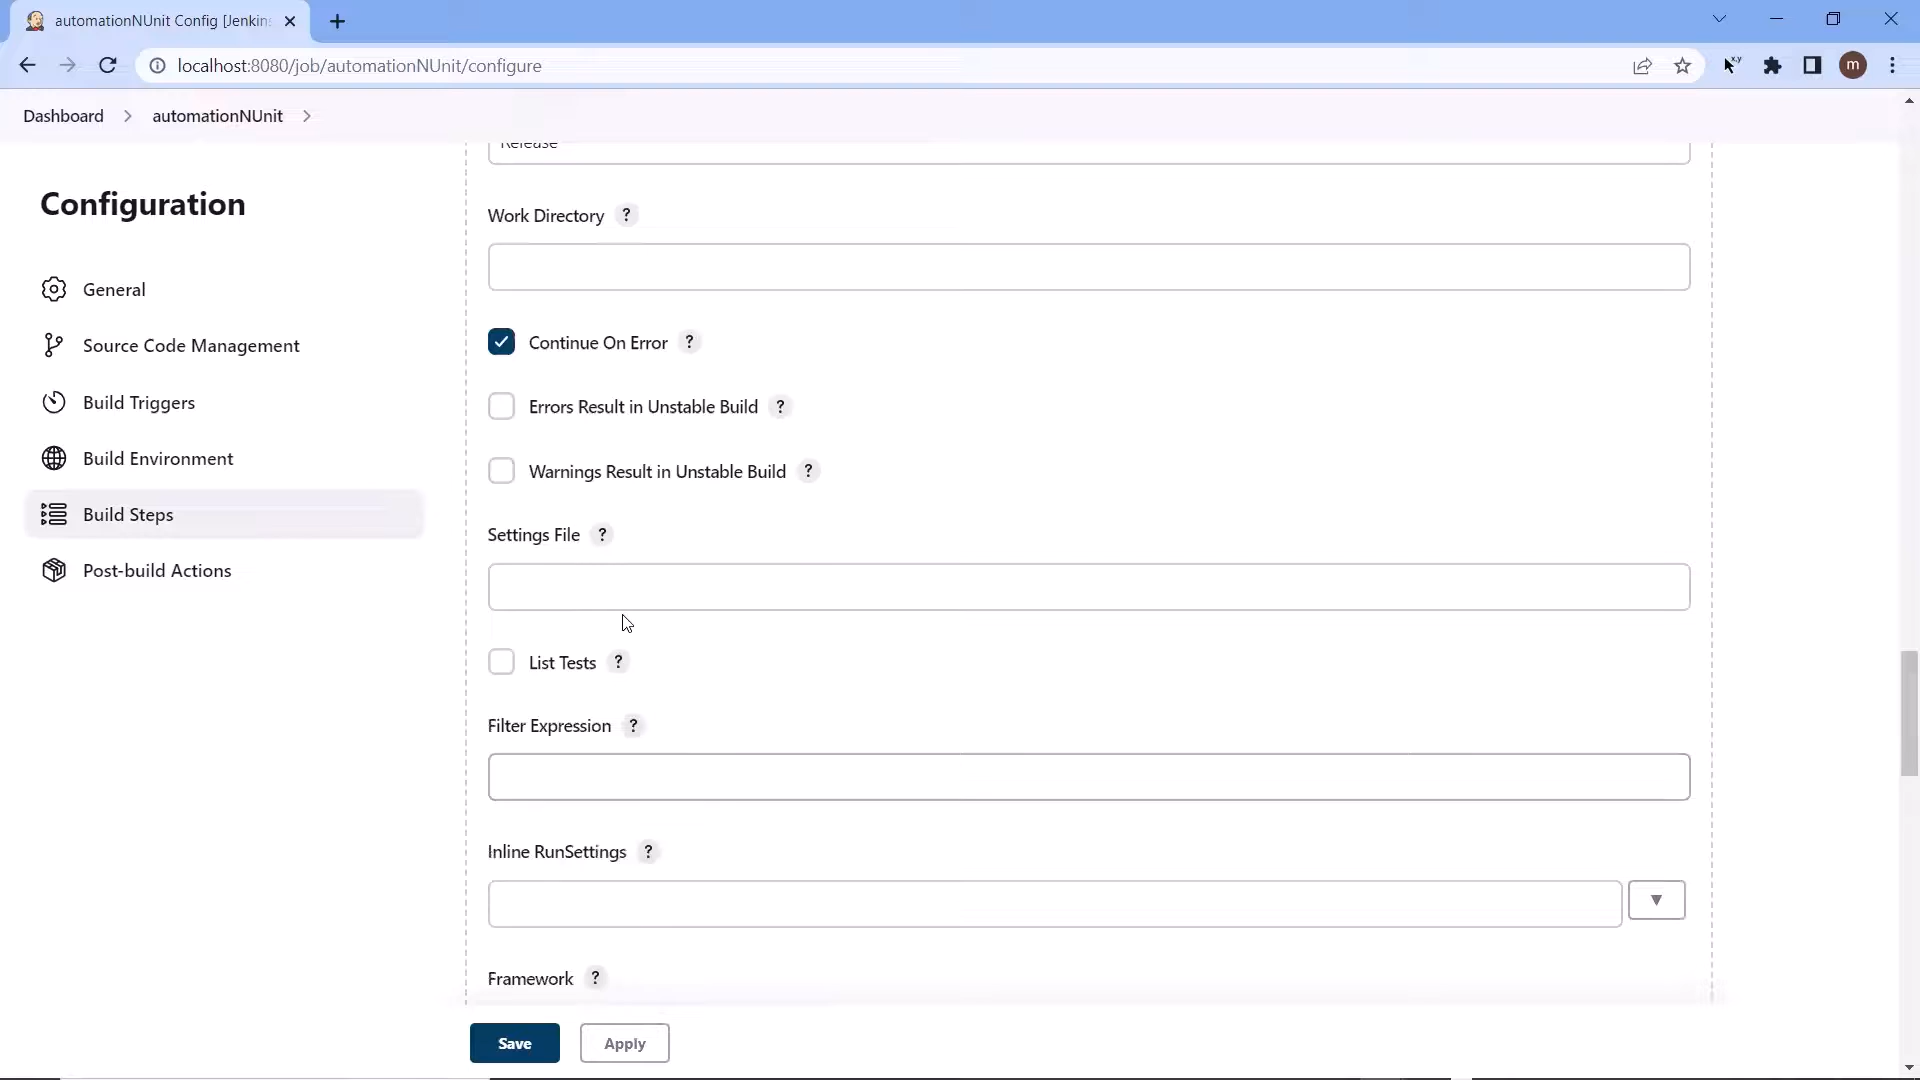 automationNUnit Config [Jenkins
localhost:8080/job/automationNUnit/configure
m
Dashboard
automationNUnit
Release
Configuration
General
Source Code Management
Build Triggers
Build Environment
Build Steps
Post-build Actions
Work Directory ?
Continue On Error ?
Errors Result in Unstable Build ?
Warnings Result in Unstable Build ?
Settings File ?
List Tests ?
Filter Expression ?
Inline RunSettings ?
Framework ?
Save
Apply